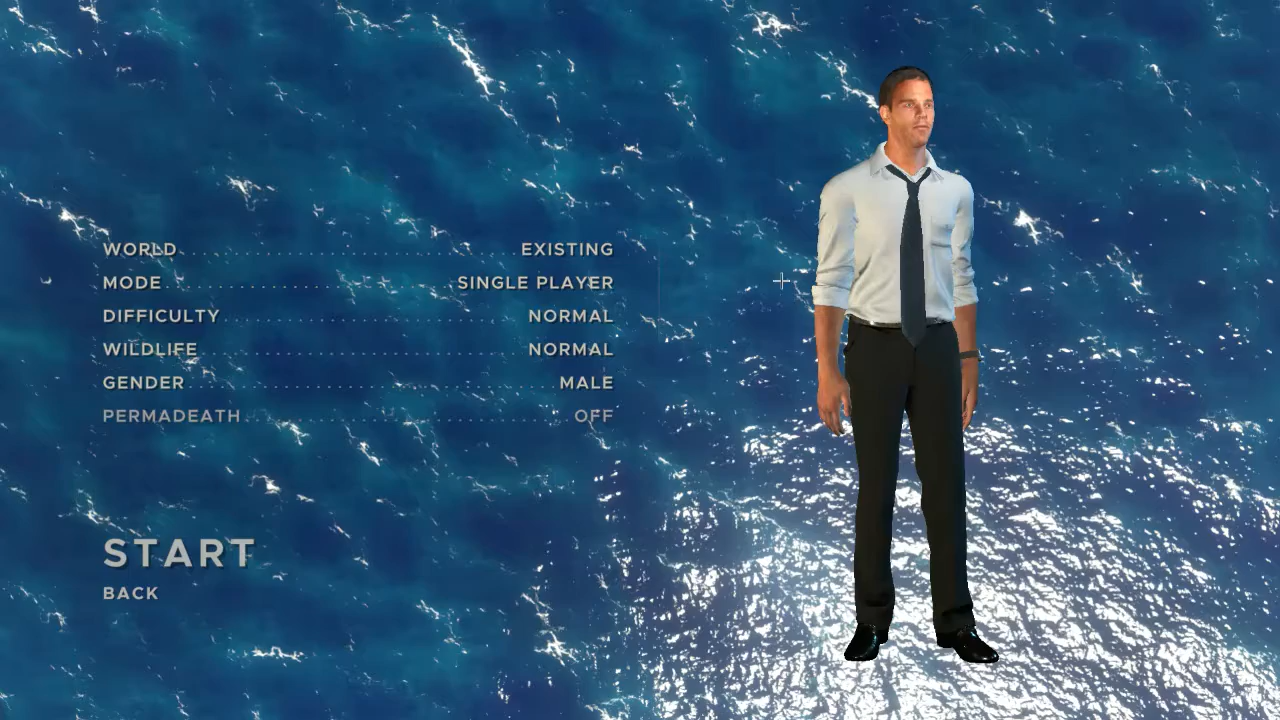 WORLD EXISTING
MODE SINGLE PLAYER
DIFFICULTY NORMAL
WILDLIFE NORMAL
GENDER MALE
PERMADEATH OFF
START
BACK